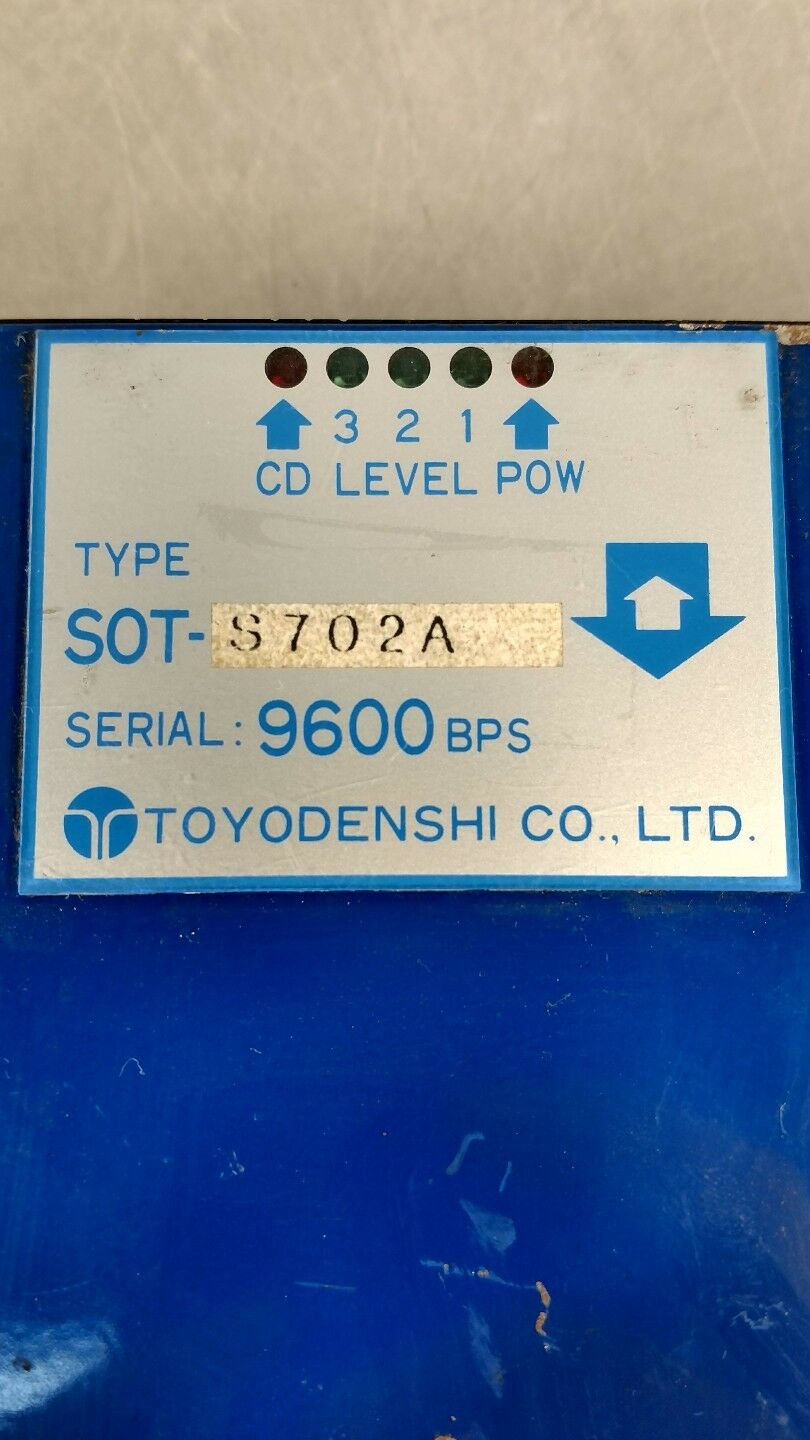 3 2 1
CD LEVEL POW
TYPE
SOT-S702A
SERIAL: 9600 BPS
TOYODENSHI CO., LTD.